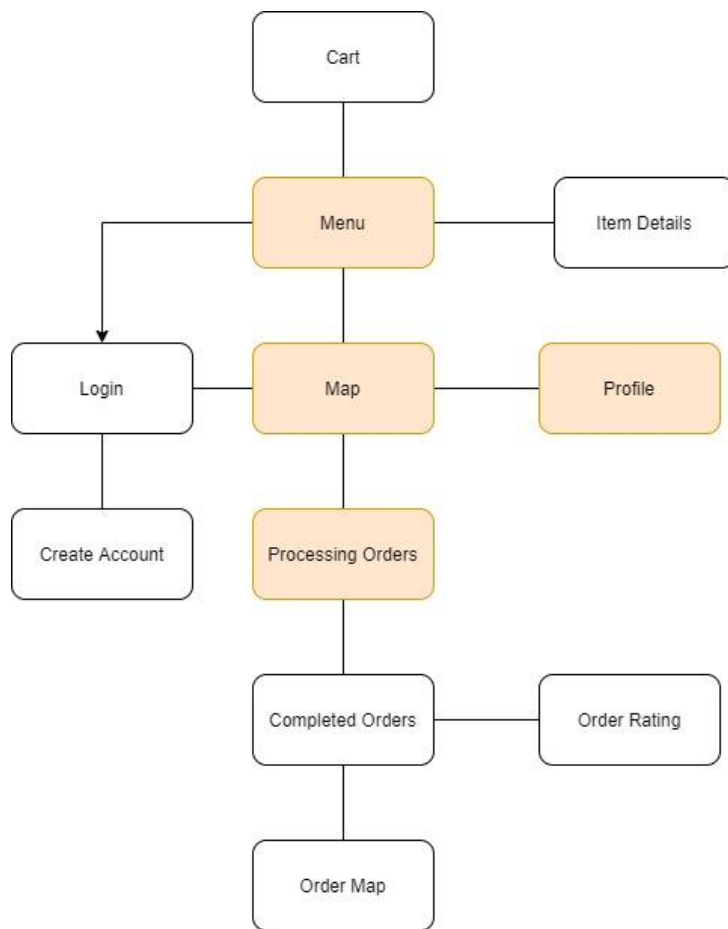 Cart
Menu
Item Details
Login
Map
Profile
Create Account
Processing Orders
Completed Orders
Order Rating
Order Map